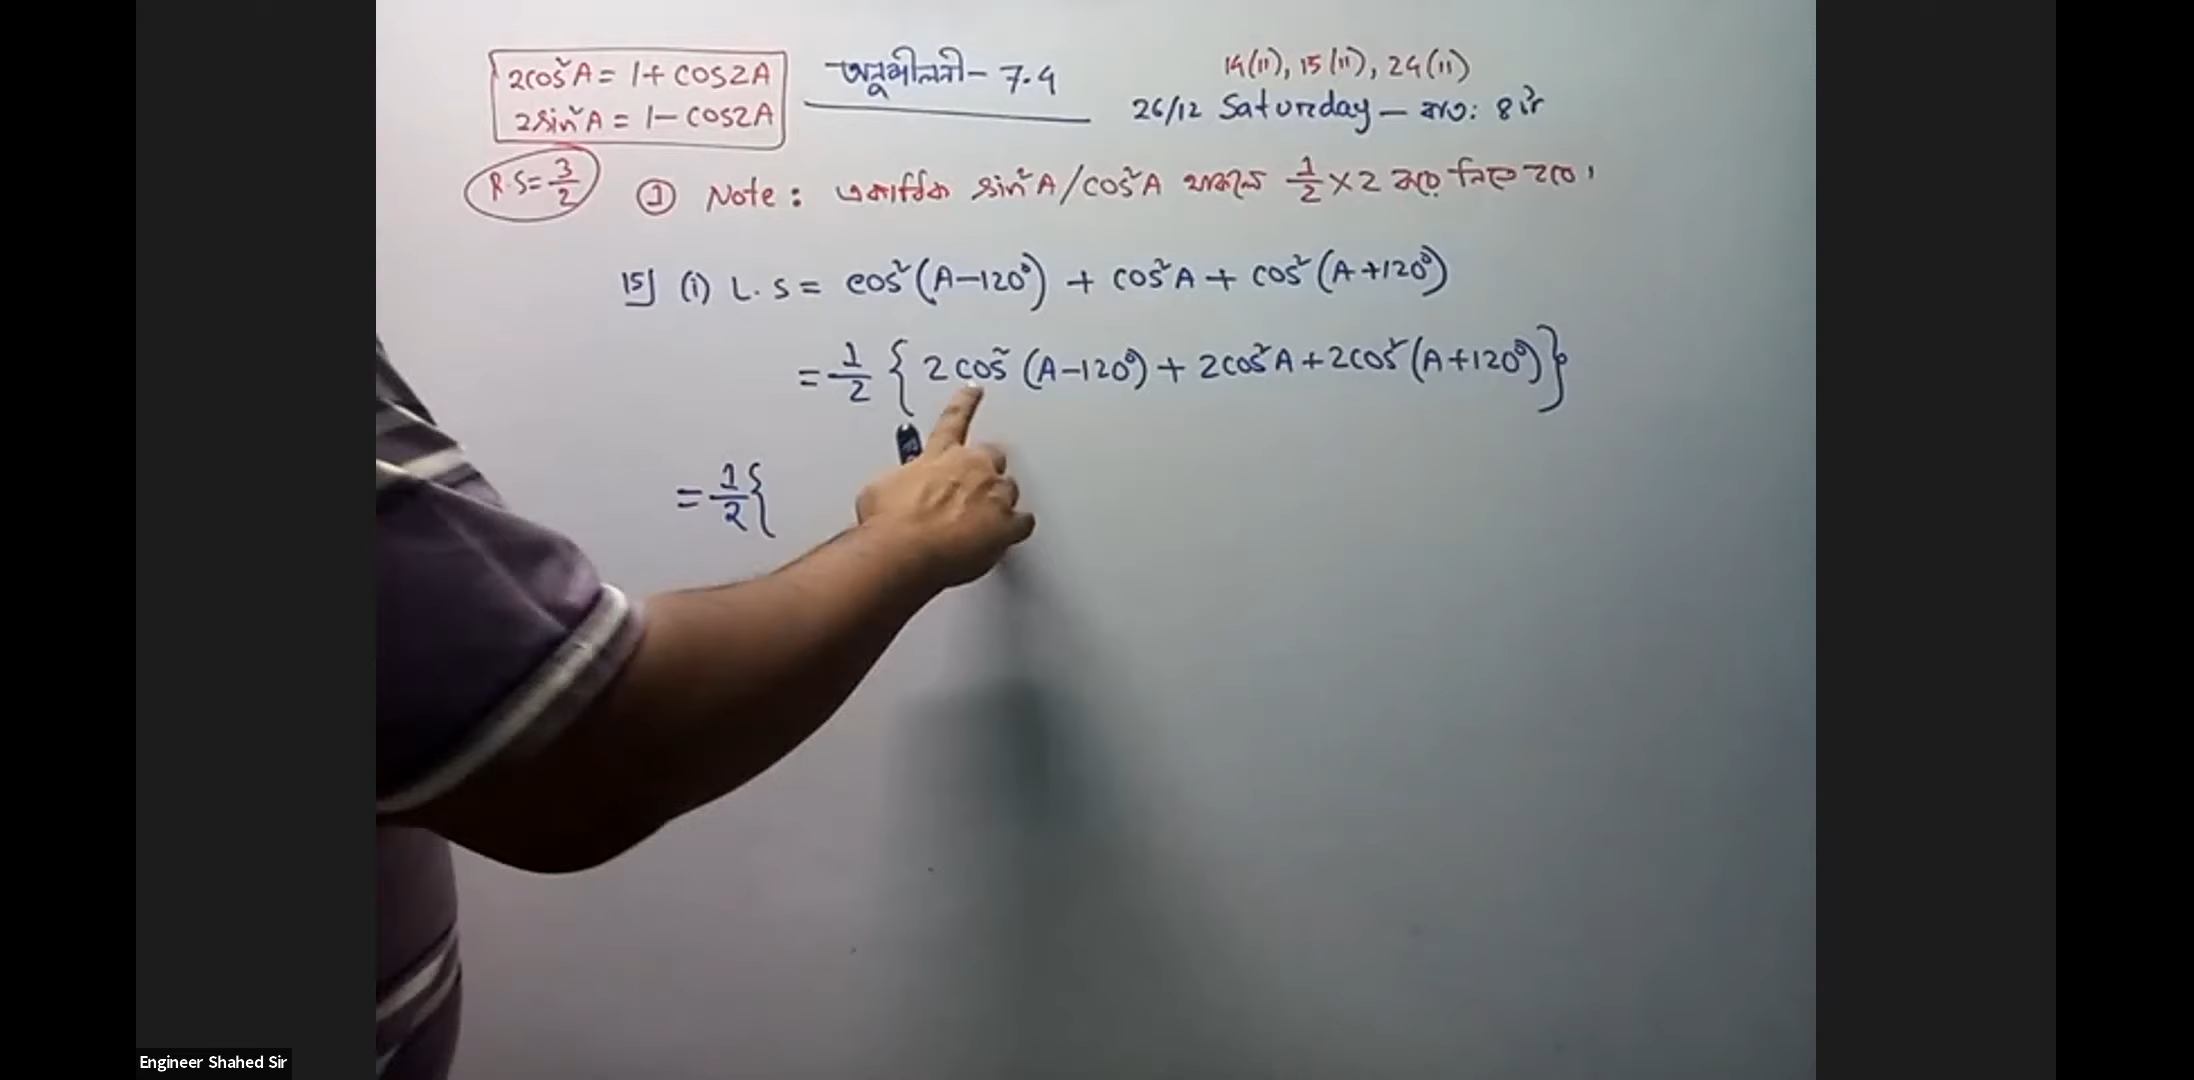 2cos²A = 1+ cos2A
2sin²A = 1 - cos2A
অনুশীলনী - 7.4
14(ii), 15(ii), 24(ii)
26/12 Saturday - রাত: 8 টা
R.S = 3/2
① Note: একাধিক sin²A/cos²A থাকলে 1/2 × 2 করে নিতে হবে।
15] (i) L.S = cos²(A-120°) + cos²A + cos²(A+120°)
= 1/2 { 2cos²(A-120°) + 2cos²A + 2cos²(A+120°)}
= 1/2 {
Engineer Shahed Sir